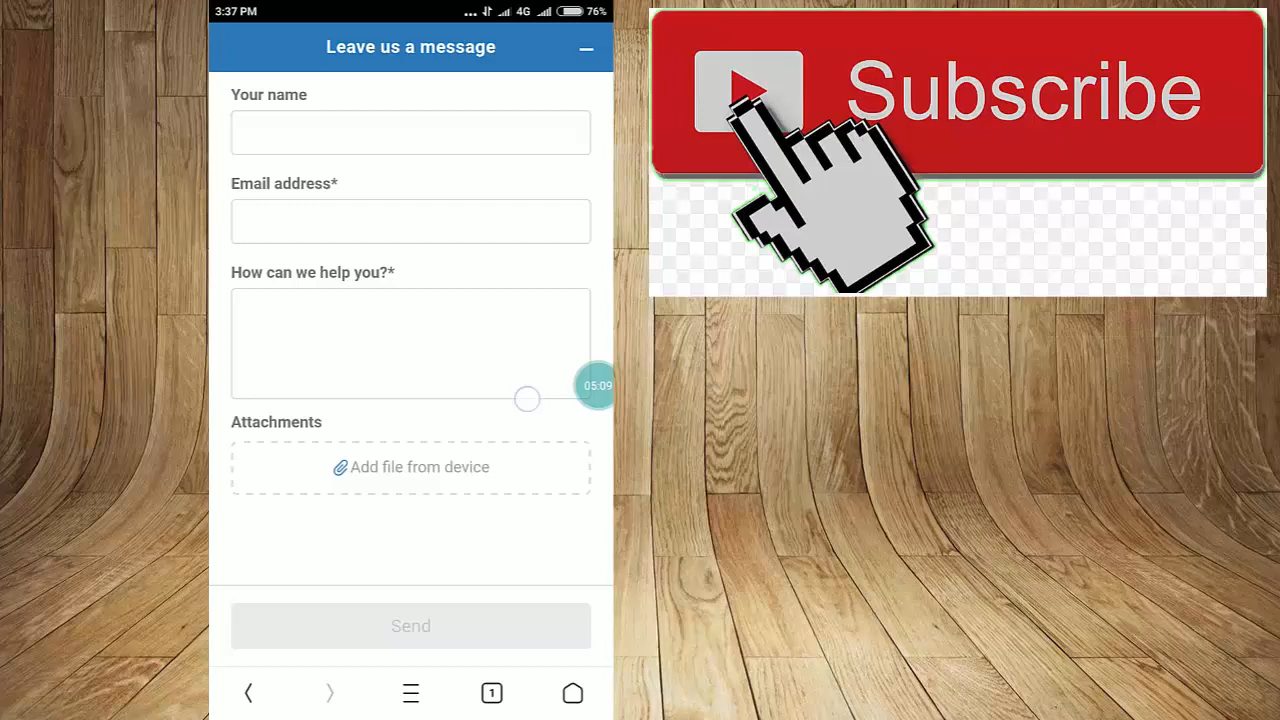 3:37 PM
4G
76%
Leave us a message
Your name
Email address*
How can we help you?*
05:09
Attachments
Add file from device
Send
1
Subscribe